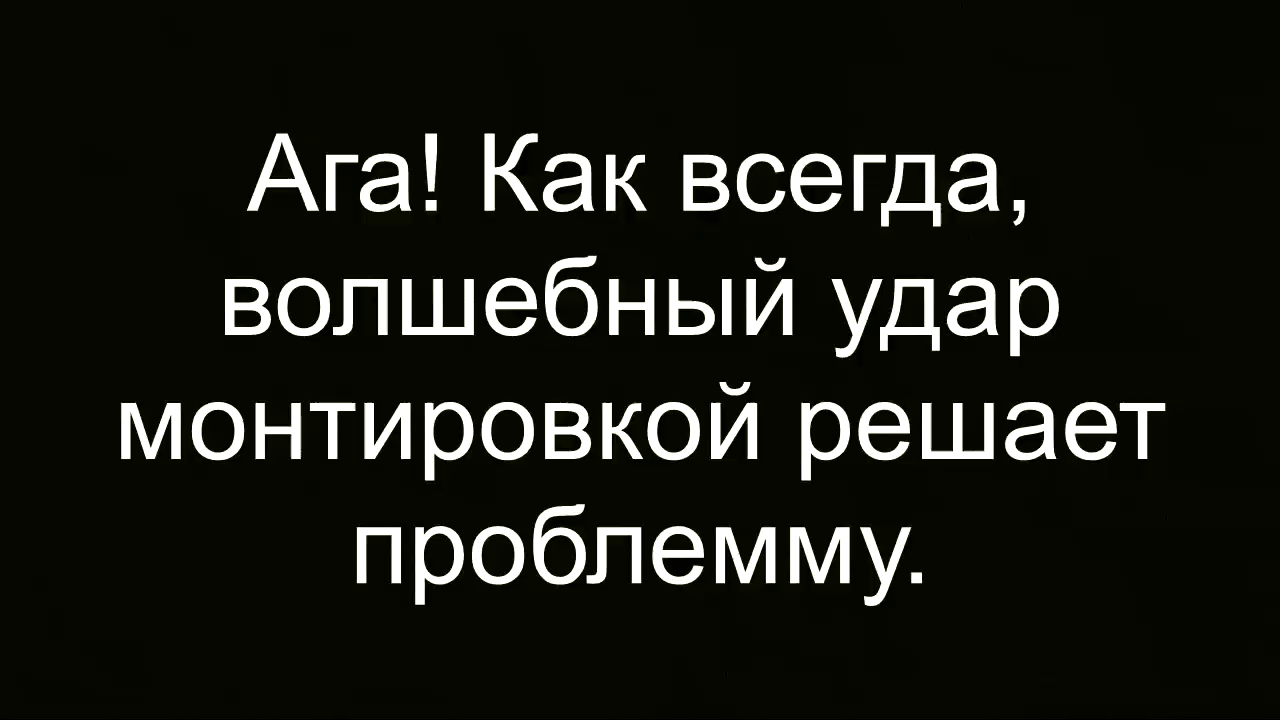 Ага! Как всегда,
волшебный удар
монтировкой решает
проблемму.